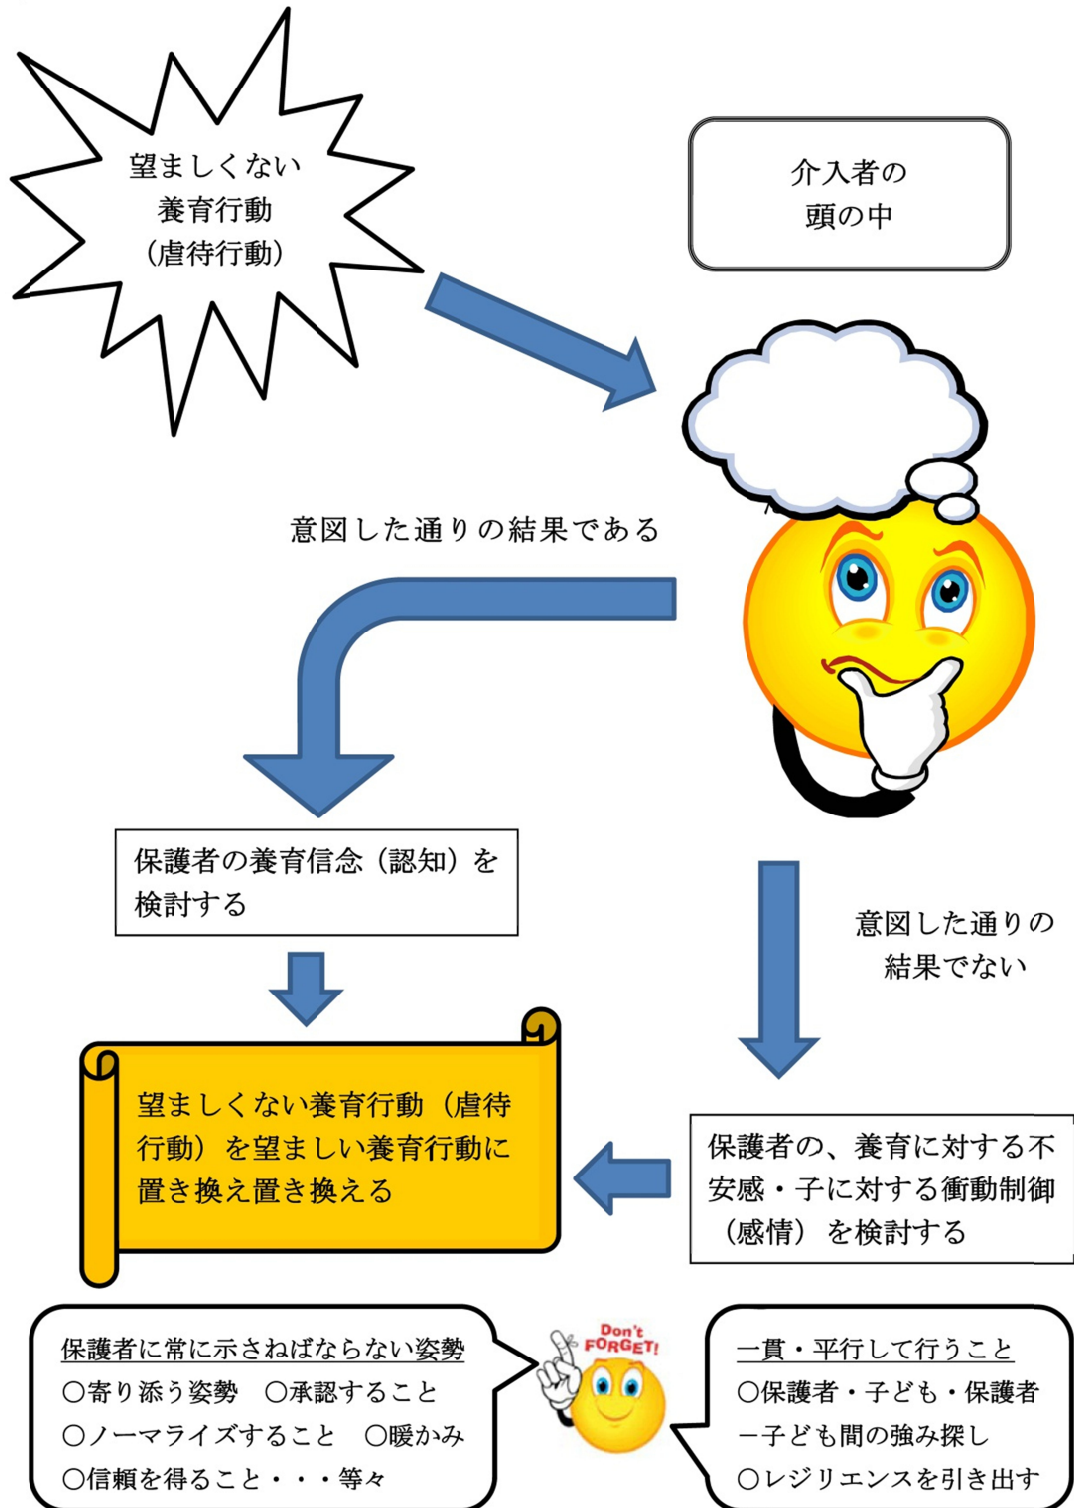 望ましくない
養育行動
（虐待行動）
介入者の
頭の中
意図した通りの結果である
保護者の養育信念（認知）を
検討する
意図した通りの
結果でない
望ましくない養育行動（虐待
行動）を望ましい養育行動に
置き換え置き換える
保護者の、養育に対する不
安感・子に対する衝動制御
（感情）を検討する
保護者に常に示さねばならない姿勢
○寄り添う姿勢　○承認すること
○ノーマライズすること　○暖かみ
○信頼を得ること・・・等々
Don't
FORGET!
一貫・平行して行うこと
○保護者・子ども・保護者
－子ども間の強み探し
○レジリエンスを引き出す